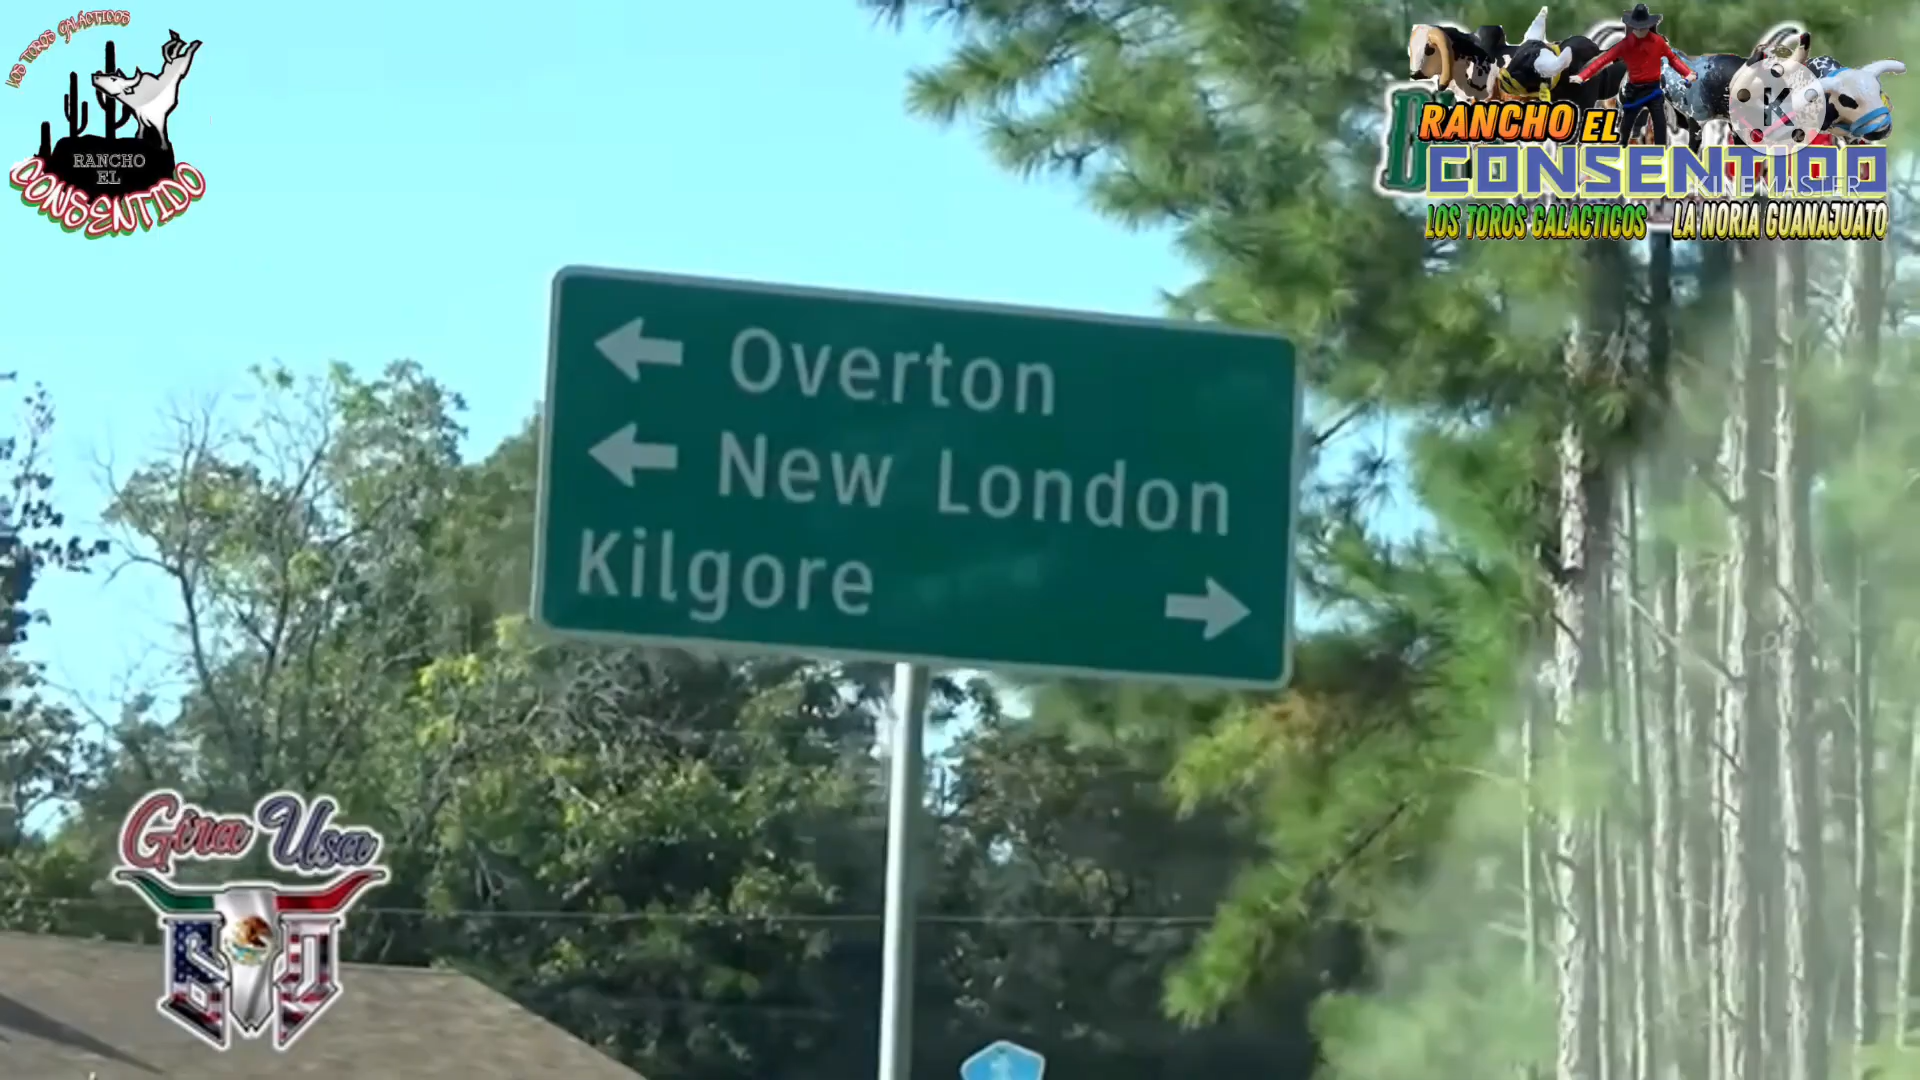 LOS TOROS GALÁCTICOS
RANCHO
EL
CONSENTIDO
RANCHO EL
CONSENTIDO
KINEMASTER
LOS TOROS GALACTICOS LA NORIA GUANAJUATO
Overton
New London
Kilgore
Gira Usa